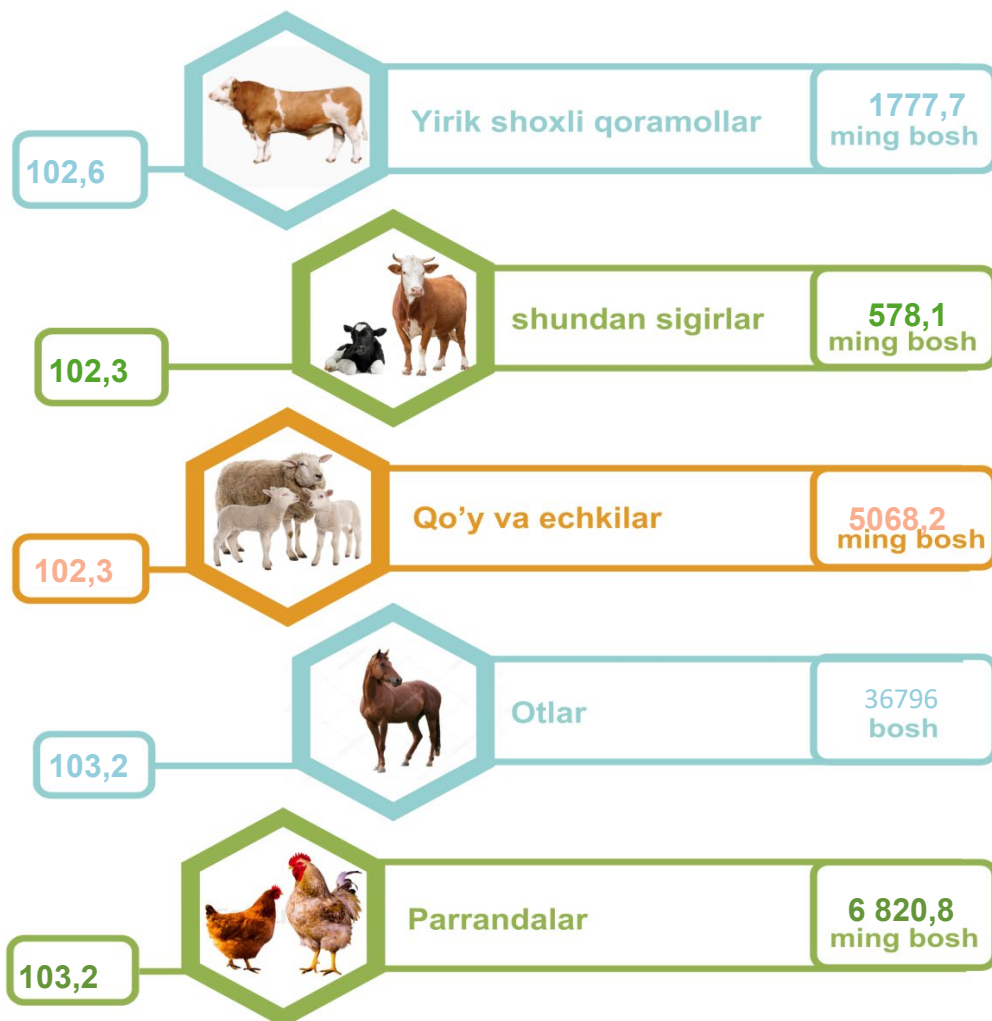 Yirik shoxli qoramollar
1777,7
ming bosh
102,6
shundan sigirlar
578,1
ming bosh
102,3
Qo’y va echkilar
5068,2
ming bosh
102,3
Otlar
36796
bosh
103,2
Parrandalar
6 820,8
ming bosh
103,2